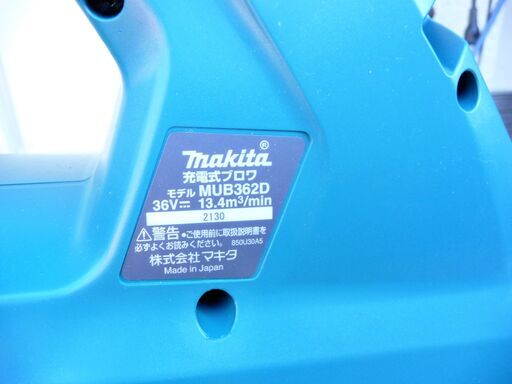 makita®
充電式ブロワ
モデル MUB362D
36V⎓ 13.4m³/min
2130
⚠警告 ●ご使用前に取扱説明書を
必ずよくお読みください。 850U30A5
株式会社 マキタ
Made in Japan